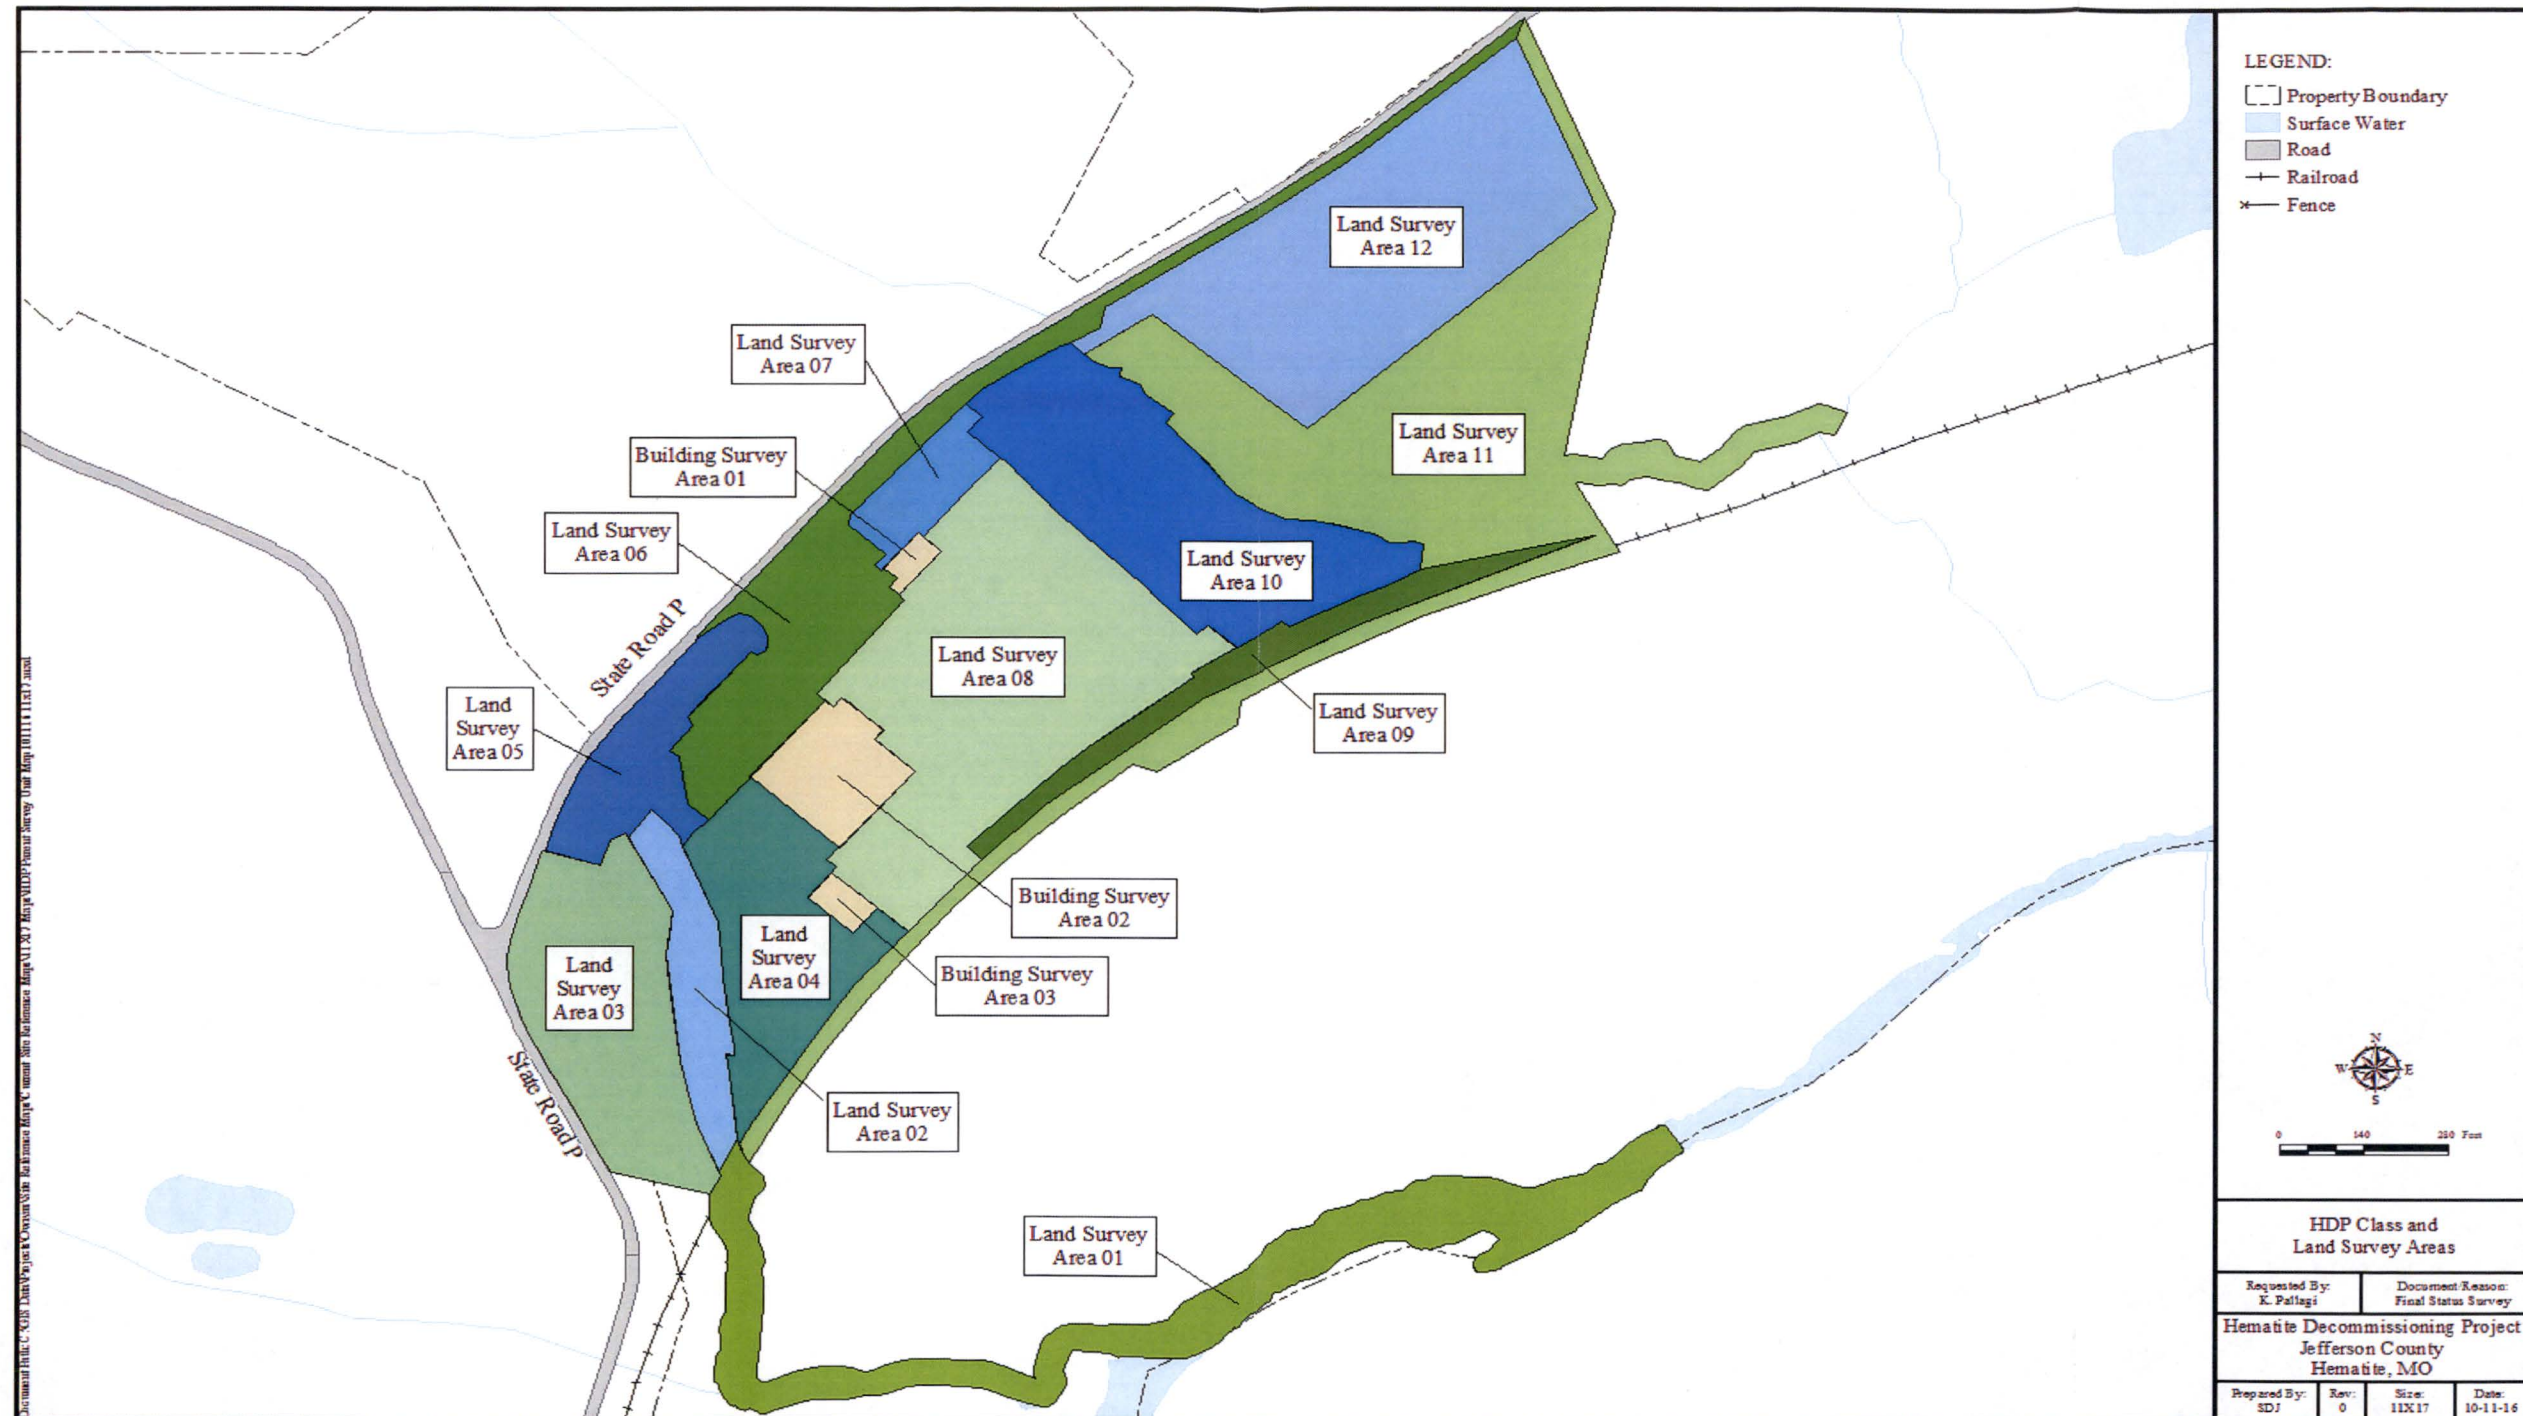 LEGEND:
Property Boundary
Surface Water
Road
Railroad
Fence
Land Survey
Area 12
Land Survey
Area 07
Land Survey
Area 11
Building Survey
Area 01
Land Survey
Area 06
Land Survey
Area 10
State Road P
Land Survey
Area 08
Land
Survey
Area 05
Land Survey
Area 09
Building Survey
Area 02
Land
Survey
Area 04
Land
Survey
Area 03
Building Survey
Area 03
State Road P
Land Survey
Area 02
Land Survey
Area 01
N
W E
S
0 140 280 Feet
HDP Class and
Land Survey Areas
Requested By:
K. Pallagi
Document/Reason:
Final Status Survey
Hematite Decommissioning Project
Jefferson County
Hematite, MO
Prepared By:
SDJ
Rev:
0
Size:
11X17
Date:
10-11-16